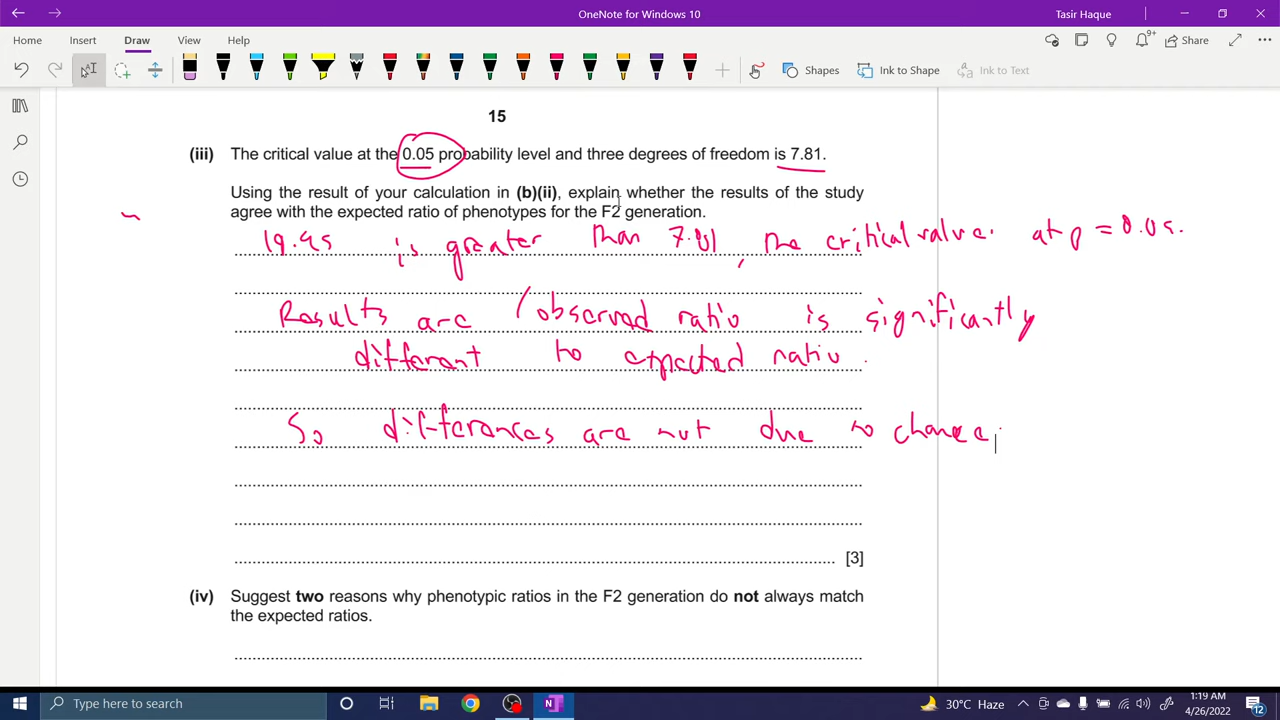 OneNote for Windows 10
Tasir Haque
Home Insert Draw View Help
9+
Share
Shapes
Ink to Shape
Ink to Text
15
(iii) The critical value at the 0.05 probability level and three degrees of freedom is 7.81.
Using the result of your calculation in (b)(ii), explain whether the results of the study
agree with the expected ratio of phenotypes for the F2 generation.
19.95 is greater than 7.81, the critical value. at p = 0.05.
Results are / observed ratio is significantly
different to expected ratio.
So differences are not due to chance,
[3]
(iv) Suggest two reasons why phenotypic ratios in the F2 generation do not always match
the expected ratios.
Type here to search
30°C Haze
1:19 AM
4/26/2022
12